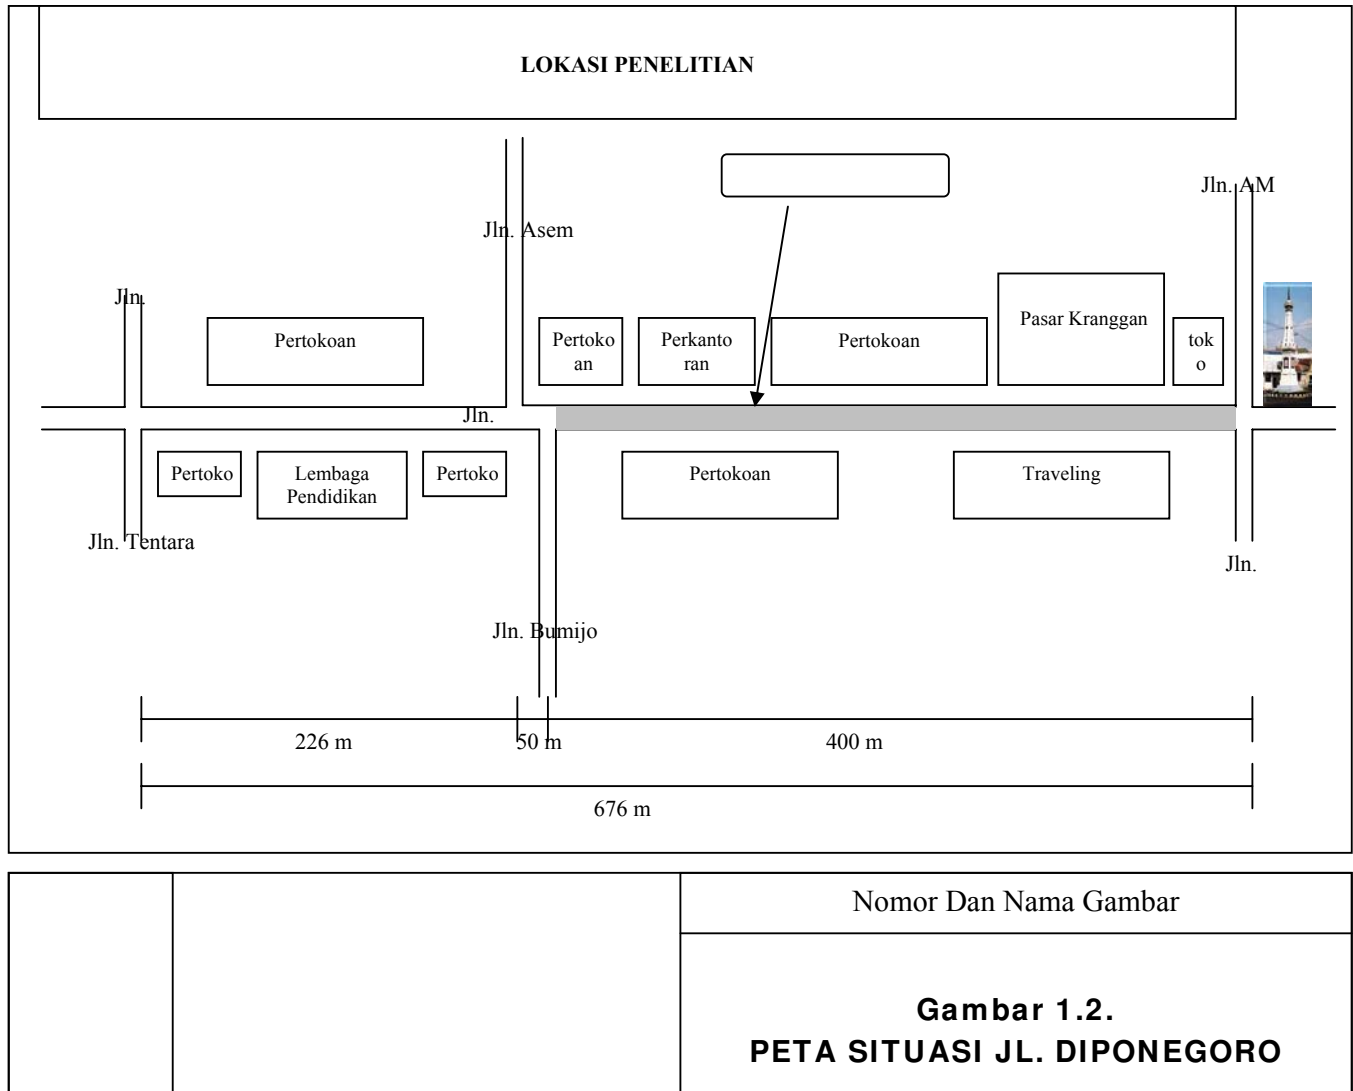 LOKASI PENELITIAN
Jln. AM
Jln. Asem
Jln.
Pertokoan
Pertoko
an
Perkanto
ran
Pertokoan
Pasar Kranggan
tok
o
Jln.
Pertoko
Lembaga
Pendidikan
Pertoko
Pertokoan
Traveling
Jln. Tentara
Jln.
Jln. Bumijo
226 m
50 m
400 m
676 m
Nomor Dan Nama Gambar
Gambar 1.2.
PETA SITUASI JL. DIPONEGORO